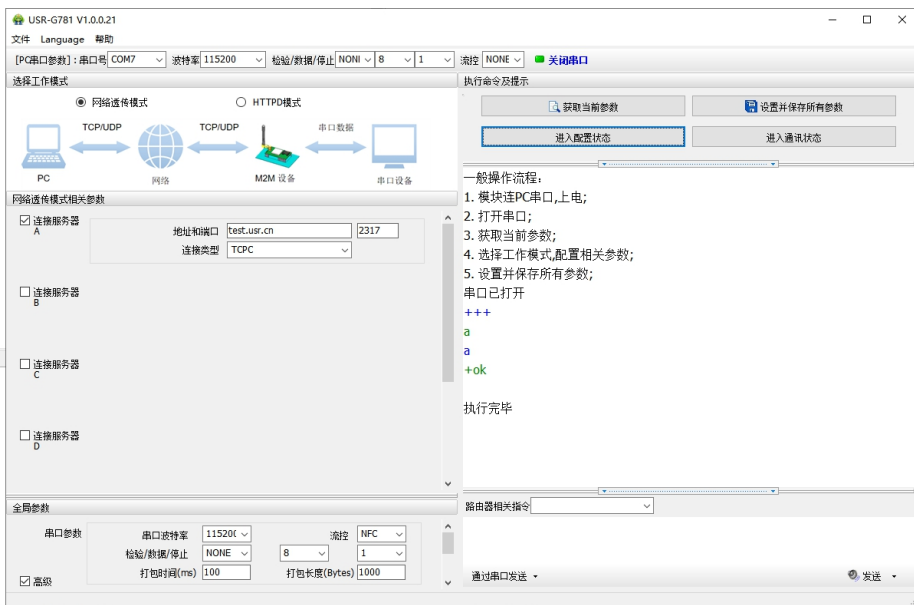 USR-G781 V1.0.0.21
文件 Language 帮助
[PC串口参数]：串口号 COM7 波特率 115200 检验/数据/停止 NONI 8 1 流控 NONE 关闭串口
选择工作模式
网络透传模式 HTTPD模式
TCP/UDP TCP/UDP 串口数据
PC 网络 M2M 设备 串口设备
网络透传模式相关参数
连接服务器
A
地址和端口 test.usr.cn 2317
连接类型 TCPC
连接服务器
B
连接服务器
C
连接服务器
D
全局参数
串口参数 串口波特率 11520( 流控 NFC
检验/数据/停止 NONE 8 1
打包时间(ms) 100 打包长度(Bytes) 1000
高级
执行命令及提示
获取当前参数 设置并保存所有参数
进入配置状态 进入通讯状态
一般操作流程：
1. 模块连PC串口,上电;
2. 打开串口;
3. 获取当前参数;
4. 选择工作模式,配置相关参数;
5. 设置并保存所有参数;
串口已打开
+++
a
a
+ok
执行完毕
路由器相关指令
通过串口发送 发送